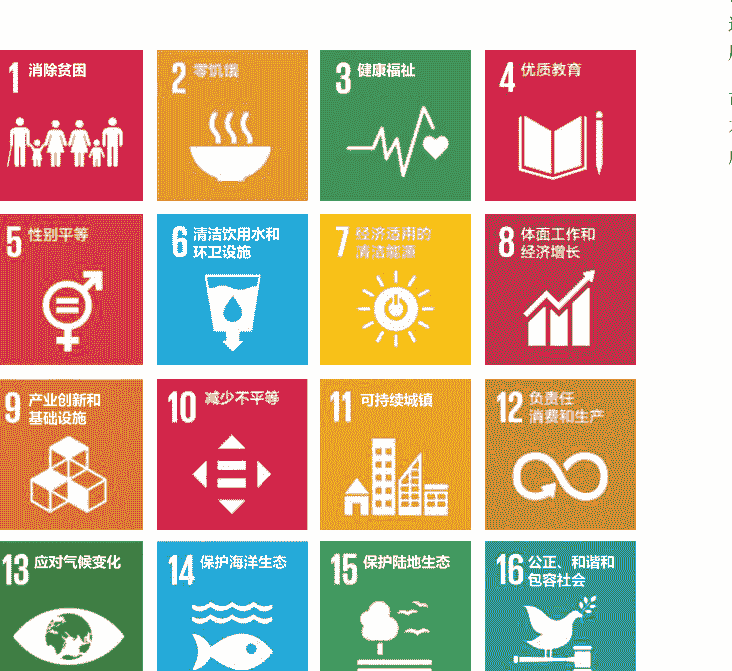 1 消除贫困
2 零饥饿
3 健康福祉
4 优质教育
5 性别平等
6 清洁饮用水和
环卫设施
7 经济适用的
清洁能源
8 体面工作和
经济增长
9 产业创新和
基础设施
10 减少不平等
11 可持续城镇
12 负责任
消费和生产
13 应对气候变化
14 保护海洋生态
15 保护陆地生态
16 公正、和谐和
包容社会